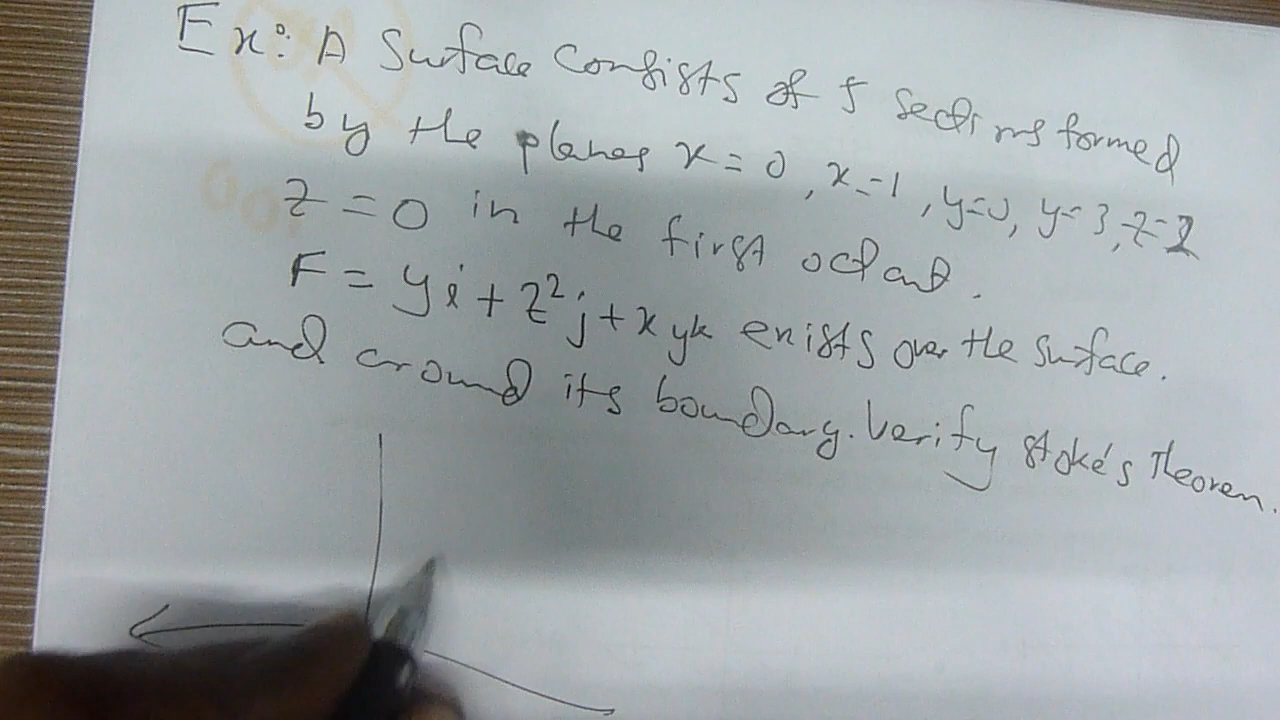 Ex: A Surface Consists of 5 Sections formed
by the planes x = 0, x=1, y=0, y=3, z=2
z = 0 in the first octant.
F = yi + z²j + xyk exists over the surface.
and around its boundary. Verify stoke's Theorem.